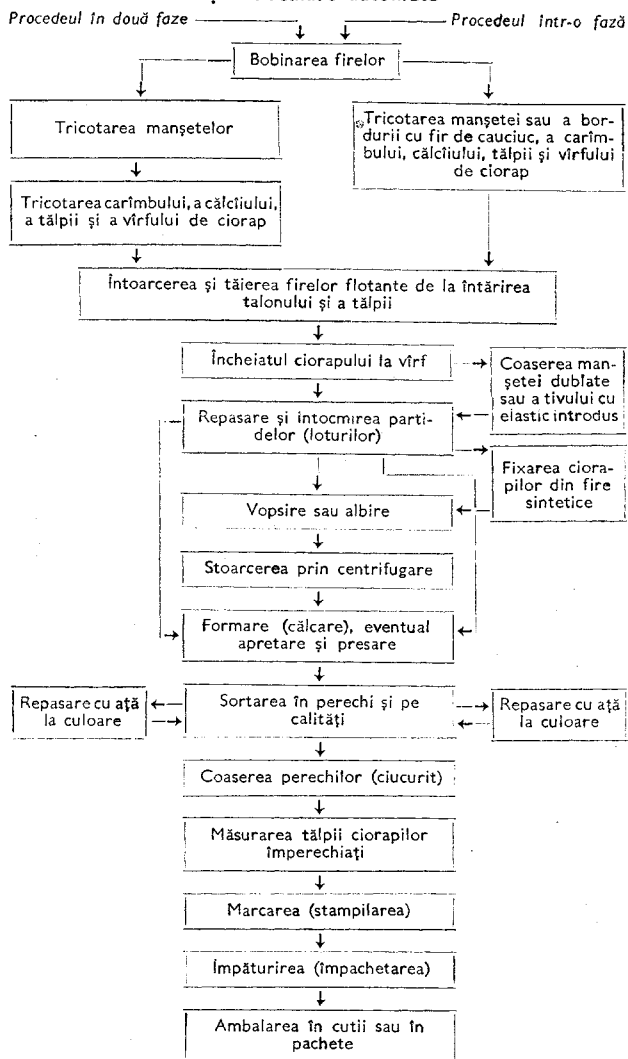 Procedeul în două faze
Procedeul într-o fază
Bobinarea firelor
Tricotarea manșetelor
Tricotarea manșetei sau a bor-
durii cu fir de cauciuc, a carîm-
bului, călcîiului, tălpii și vîrfului
de ciorap
Tricotarea carîmbului, a călcîiului,
a tălpii și a vîrfului de ciorap
Întoarcerea și tăierea firelor flotante de la întărirea
talonului și a tălpii
Încheiatul ciorapului la vîrf
Coaserea man-
șetei dublate
sau a tivului cu
elastic introdus
Repasare și intocmirea parti-
delor (loturilor)
Fixarea ciora-
pilor din fire
sintetice
Vopsire sau albire
Stoarcerea prin centrifugare
Formare (călcare), eventual
apretare și presare
Repasare cu ață
la culoare
Sortarea în perechi și pe
calități
Repasare cu ață
la culoare
Coaserea perechilor (ciucurit)
Măsurarea tălpii ciorapilor
împerechiați
Marcarea (stampilarea)
Împăturirea (împachetarea)
Ambalarea în cutii sau în
pachete